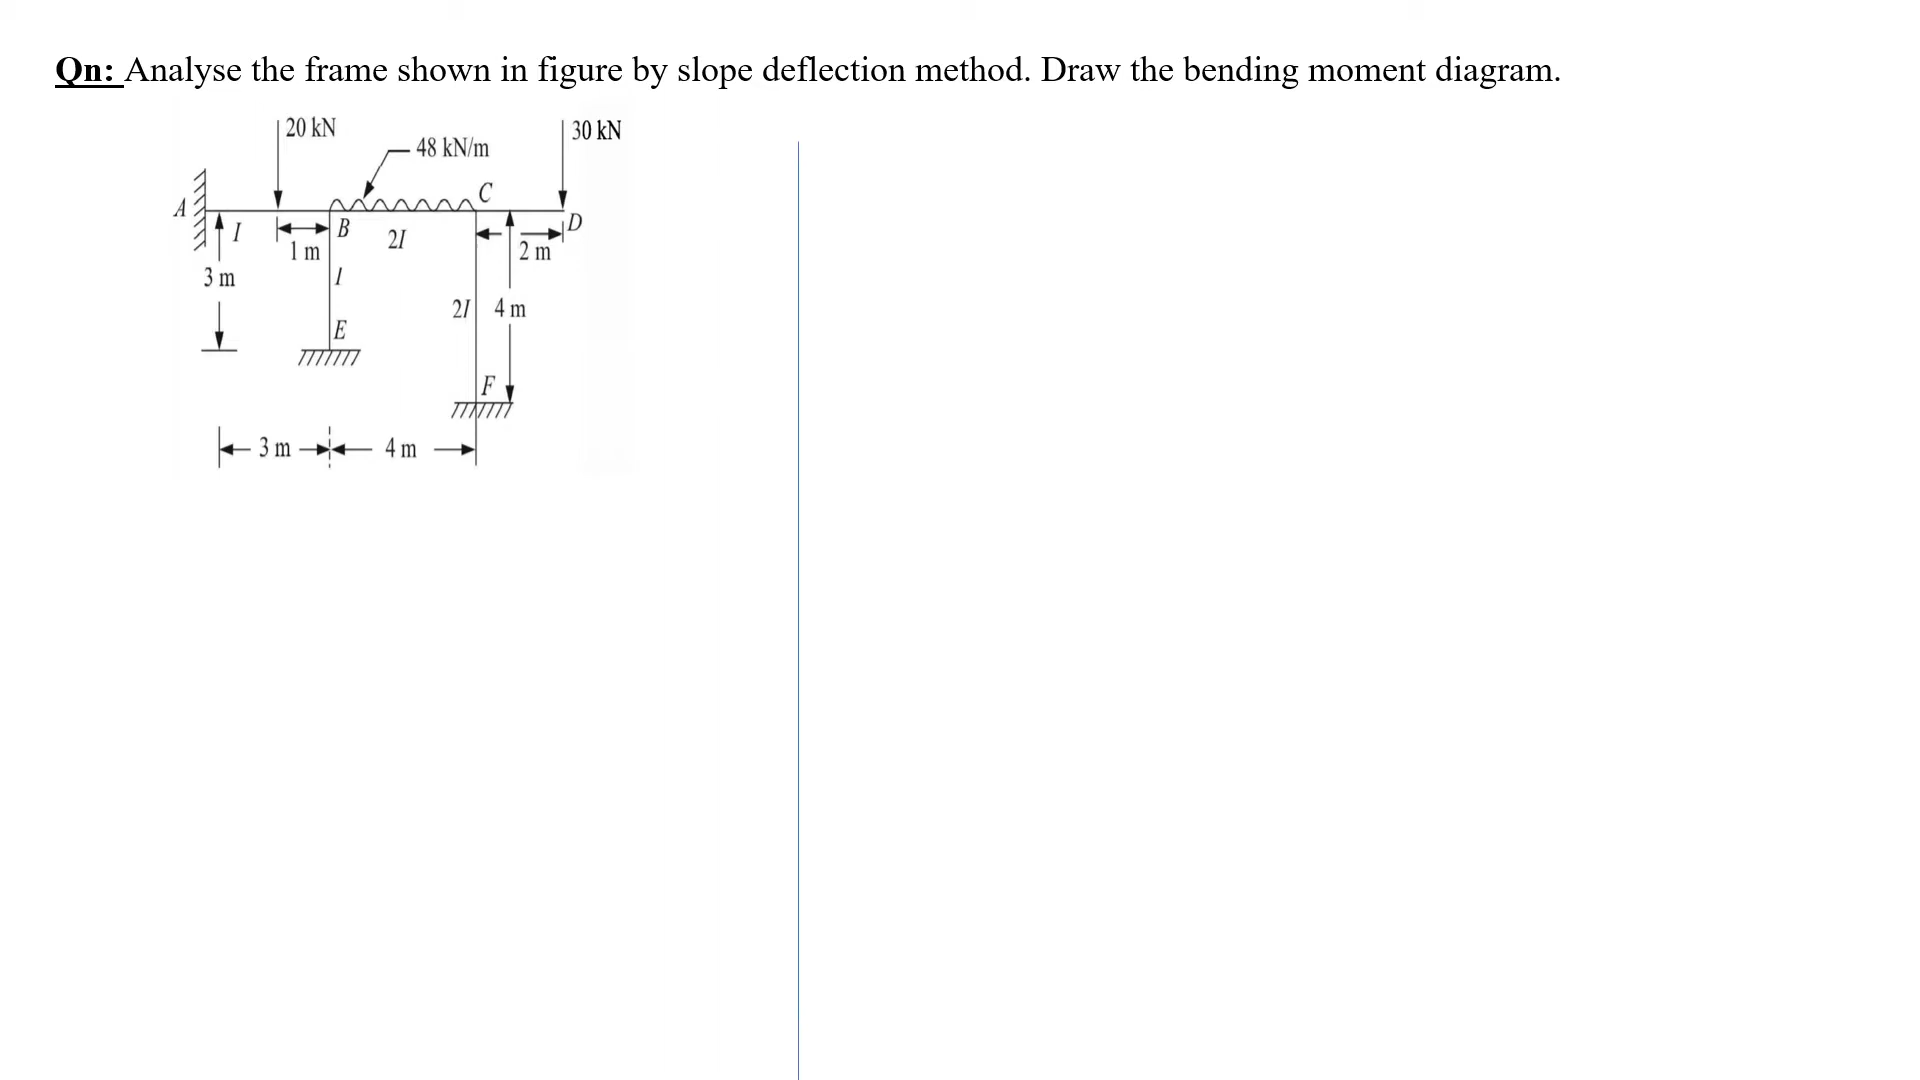 Qn: Analyse the frame shown in figure by slope deflection method. Draw the bending moment diagram.
20 kN
30 kN
48 kN/m
C
A
I
B
D
1 m
2I
2 m
3 m
I
2I
4 m
E
F
3 m
4 m